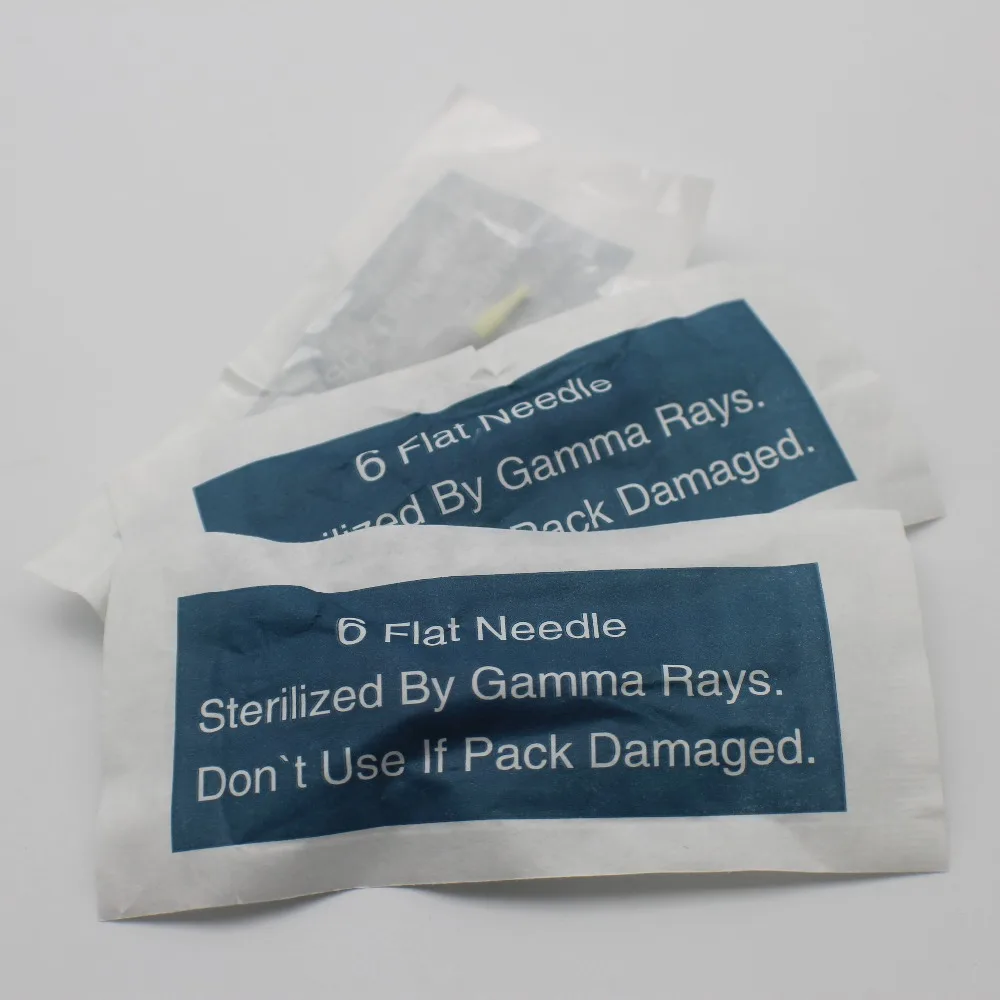 6 Flat Needle
ilized By Gamma Rays.
Pack Damaged.
6 Flat Needle
Sterilized By Gamma Rays.
Don`t Use If Pack Damaged.